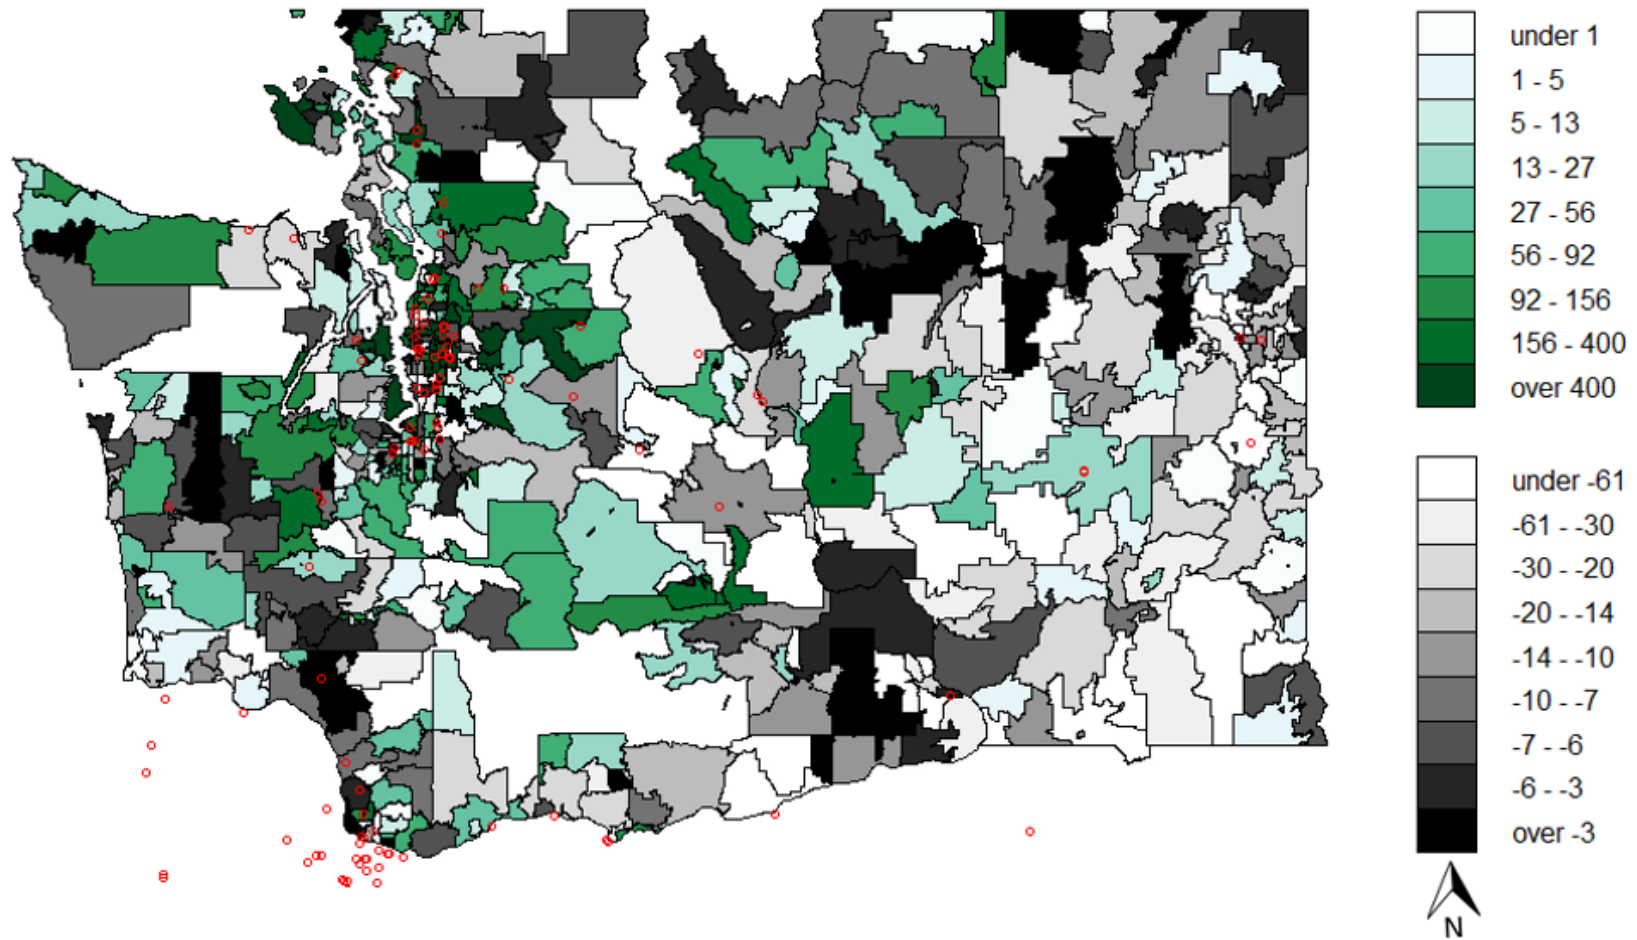 under 1
1 - 5
5 - 13
13 - 27
27 - 56
56 - 92
92 - 156
156 - 400
over 400
under -61
-61 - -30
-30 - -20
-20 - -14
-14 - -10
-10 - -7
-7 - -6
-6 - -3
over -3
N